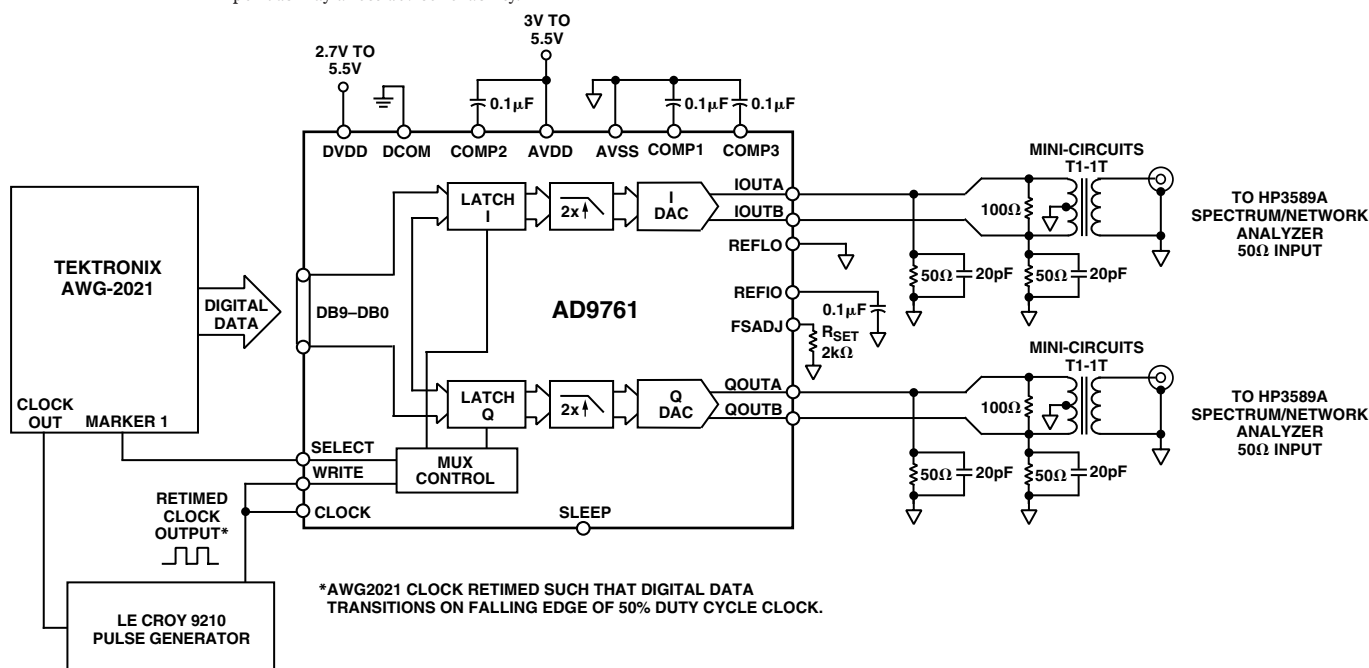 3V TO
5.5V
2.7V TO
5.5V
0.1μF
0.1μF
0.1μF
DVDD
DCOM
COMP2
AVDD
AVSS
COMP1
COMP3
MINI-CIRCUITS
T1-1T
LATCH
I
2x
I
DAC
IOUTA
IOUTB
100Ω
TO HP3589A
SPECTRUM/NETWORK
ANALYZER
50Ω INPUT
REFLO
50Ω
20pF
50Ω
20pF
TEKTRONIX
AWG-2021
DIGITAL
DATA
DB9–DB0
AD9761
REFIO
0.1μF
FSADJ
RSET
2kΩ
MINI-CIRCUITS
T1-1T
LATCH
Q
2x
Q
DAC
QOUTA
QOUTB
100Ω
TO HP3589A
SPECTRUM/NETWORK
ANALYZER
50Ω INPUT
CLOCK
OUT
MARKER 1
SELECT
WRITE
MUX
CONTROL
50Ω
20pF
50Ω
20pF
RETIMED
CLOCK
OUTPUT*
CLOCK
SLEEP
*AWG2021 CLOCK RETIMED SUCH THAT DIGITAL DATA
TRANSITIONS ON FALLING EDGE OF 50% DUTY CYCLE CLOCK.
LE CROY 9210
PULSE GENERATOR